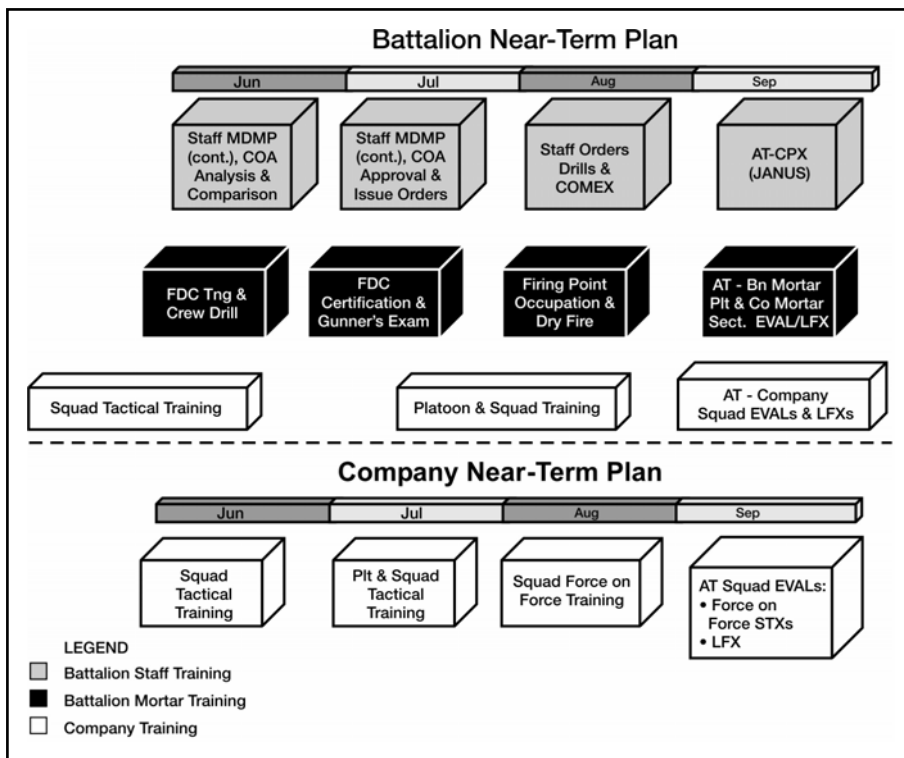 Battalion Near-Term Plan
Jun
Jul
Aug
Sep
Staff MDMP
(cont.), COA
Analysis &
Comparison
Staff MDMP
(cont.), COA
Approval &
Issue Orders
Staff Orders
Drills &
COMEX
AT-CPX
(JANUS)
FDC Tng &
Crew Drill
FDC
Certification &
Gunner's Exam
Firing Point
Occupation &
Dry Fire
AT - Bn Mortar
Plt & Co Mortar
Sect. EVAL/LFX
Squad Tactical Training
Platoon & Squad Training
AT - Company
Squad EVALs & LFXs
Company Near-Term Plan
Jun
Jul
Aug
Sep
Squad
Tactical
Training
Plt & Squad
Tactical
Training
Squad Force on
Force Training
AT Squad EVALs:
• Force on
Force STXs
• LFX
LEGEND
Battalion Staff Training
Battalion Mortar Training
Company Training